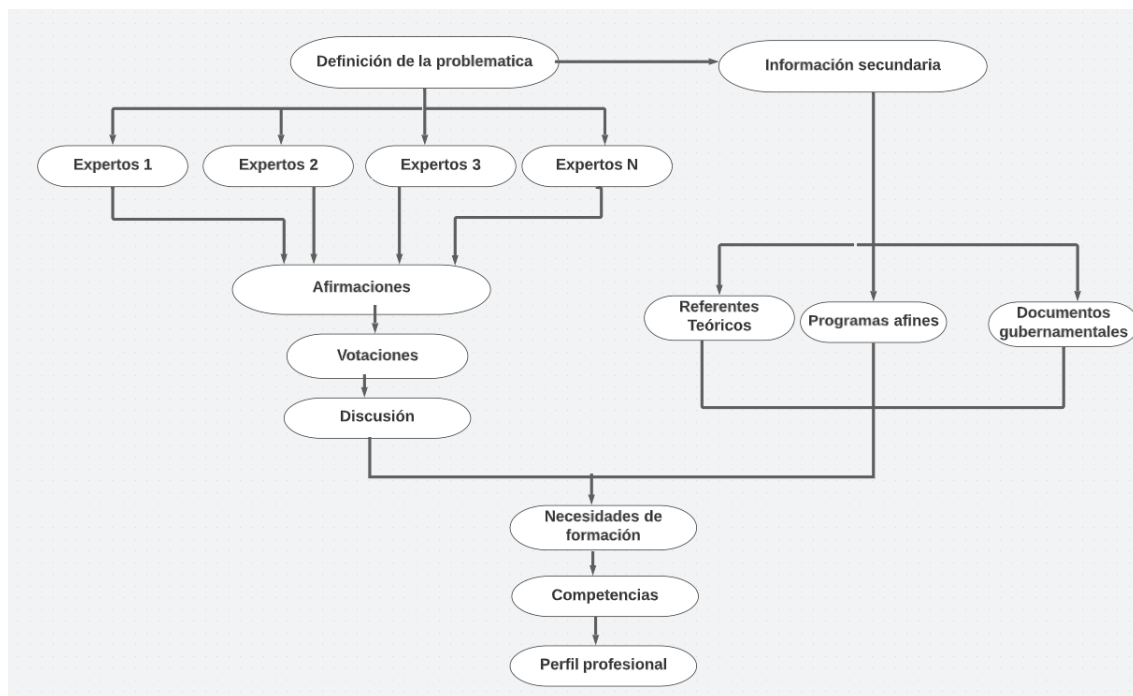 Definición de la problematica
Información secundaria
Expertos 1
Expertos 2
Expertos 3
Expertos N
Afirmaciones
Referentes
Teóricos
Programas afines
Documentos
gubernamentales
Votaciones
Discusión
Necesidades de
formación
Competencias
Perfil profesional